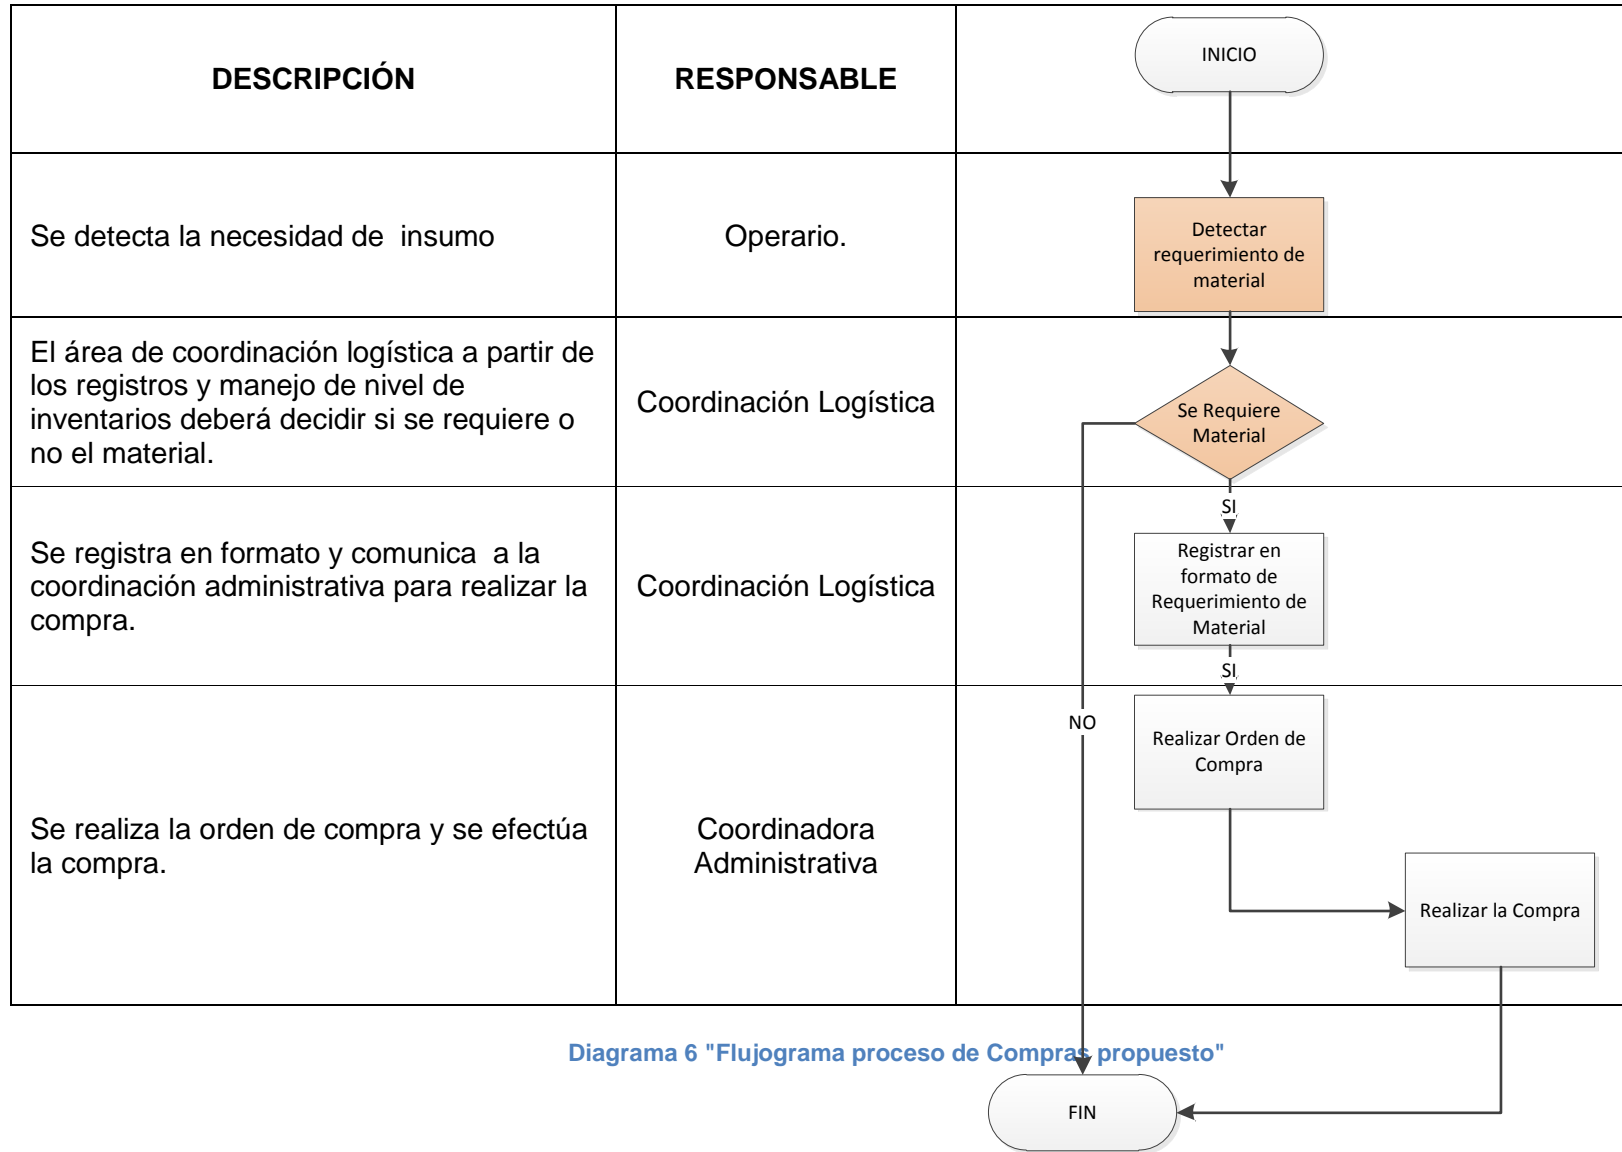 DESCRIPCIÓN
RESPONSABLE
INICIO
Se detecta la necesidad de  insumo
Operario.
Detectar
requerimiento de
material
El área de coordinación logística a partir de
los registros y manejo de nivel de
inventarios deberá decidir si se requiere o
no el material.
Coordinación Logística
Se Requiere
Material
SI
Se registra en formato y comunica  a la
coordinación administrativa para realizar la
compra.
Coordinación Logística
Registrar en
formato de
Requerimiento de
Material
SI
NO
Realizar Orden de
Compra
Se realiza la orden de compra y se efectúa
la compra.
Coordinadora
Administrativa
Realizar la Compra
Diagrama 6 "Flujograma proceso de Compras propuesto"
FIN